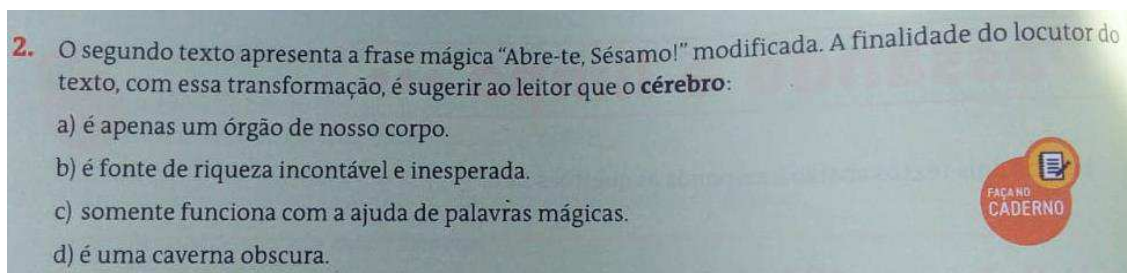 2. O segundo texto apresenta a frase mágica “Abre-te, Sésamo!” modificada. A finalidade do locutor do
texto, com essa transformação, é sugerir ao leitor que o cérebro:
a) é apenas um órgão de nosso corpo.
b) é fonte de riqueza incontável e inesperada.
c) somente funciona com a ajuda de palavras mágicas.
d) é uma caverna obscura.
FAÇA NO
CADERNO